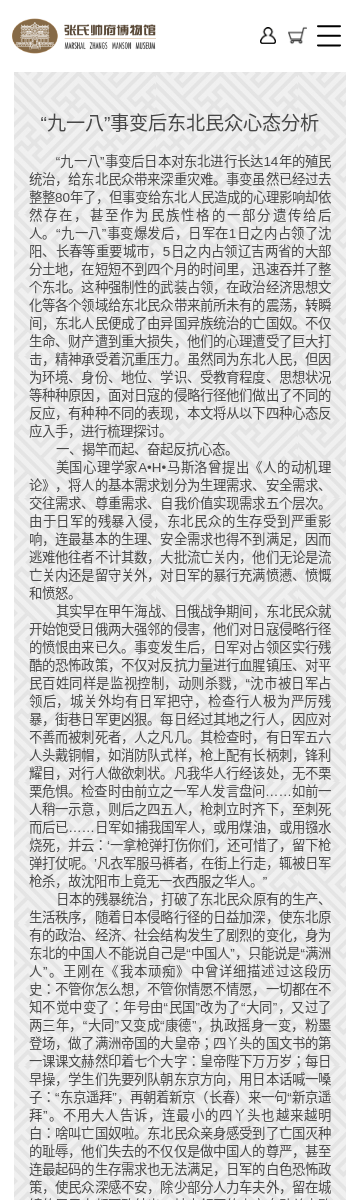 张氏帅府博物馆
MARSHAL ZHANGS MANSON MUSEUM
“九一八”事变后东北民众心态分析
“九一八”事变后日本对东北进行长达14年的殖民
统治，给东北民众带来深重灾难。事变虽然已经过去
整整80年了，但事变给东北人民造成的心理影响却依
然存在，甚至作为民族性格的一部分遗传给后
人。“九一八”事变爆发后，日军在1日之内占领了沈
阳、长春等重要城市，5日之内占领辽吉两省的大部
分土地，在短短不到四个月的时间里，迅速吞并了整
个东北。这种强制性的武装占领，在政治经济思想文
化等各个领域给东北民众带来前所未有的震荡，转瞬
间，东北人民便成了由异国异族统治的亡国奴。不仅
生命、财产遭到重大损失，他们的心理遭受了巨大打
击，精神承受着沉重压力。虽然同为东北人民，但因
为环境、身份、地位、学识、受教育程度、思想状况
等种种原因，面对日寇的侵略行径他们做出了不同的
反应，有种种不同的表现，本文将从以下四种心态反
应入手，进行梳理探讨。
一、揭竿而起、奋起反抗心态。
美国心理学家A•H•马斯洛曾提出《人的动机理
论》，将人的基本需求划分为生理需求、安全需求、
交往需求、尊重需求、自我价值实现需求五个层次。
由于日军的残暴入侵，东北民众的生存受到严重影
响，连最基本的生理、安全需求也得不到满足，因而
逃难他往者不计其数，大批流亡关内，他们无论是流
亡关内还是留守关外，对日军的暴行充满愤懑、愤慨
和愤怒。
其实早在甲午海战、日俄战争期间，东北民众就
开始饱受日俄两大强邻的侵害，他们对日寇侵略行径
的愤恨由来已久。事变发生后，日军对占领区实行残
酷的恐怖政策，不仅对反抗力量进行血腥镇压、对平
民百姓同样是监视控制，动则杀戮，“沈市被日军占
领后，城关外均有日军把守，检查行人极为严厉残
暴，街巷日军更凶狠。每日经过其地之行人，因应对
不善而被刺死者，人之凡几。其检查时，有日军五六
人头戴铜帽，如消防队式样，枪上配有长柄刺，锋利
耀目，对行人做欲刺状。凡我华人行经该处，无不栗
栗危惧。检查时由前立之一军人发言盘问……如前一
人稍一示意，则后之四五人，枪刺立时齐下，至刺死
而后已……日军如捕我国军人，或用煤油，或用镪水
烧死，并云：‘一拿枪弹打伤你们，还可惜了，留下枪
弹打仗呢。’凡衣军服马裤者，在街上行走，辄被日军
枪杀，故沈阳市上竟无一衣西服之华人。”
日本的残暴统治，打破了东北民众原有的生产、
生活秩序，随着日本侵略行径的日益加深，使东北原
有的政治、经济、社会结构发生了剧烈的变化，身为
东北的中国人不能说自己是“中国人”，只能说是“满洲
人”。王刚在《我本顽痴》中曾详细描述过这段历
史：不管你怎么想，不管你情愿不情愿，一切都在不
知不觉中变了：年号由“民国”改为了“大同”，又过了
两三年，“大同”又变成“康德”，执政摇身一变，粉墨
登场，做了满洲帝国的大皇帝；四丫头的国文书的第
一课课文赫然印着七个大字：皇帝陛下万万岁；每日
早操，学生们先要列队朝东京方向，用日本话喊一嗓
子：“东京遥拜”，再朝着新京（长春）来一句“新京遥
拜”。不用大人告诉，连最小的四丫头也越来越明
白：啥叫亡国奴啦。东北民众亲身感受到了亡国灭种
的耻辱，他们失去的不仅仅是做中国人的尊严，甚至
连最起码的生存需求也无法满足，日军的白色恐怖政
策，使民众深感不安，除少部分人力车夫外，留在城